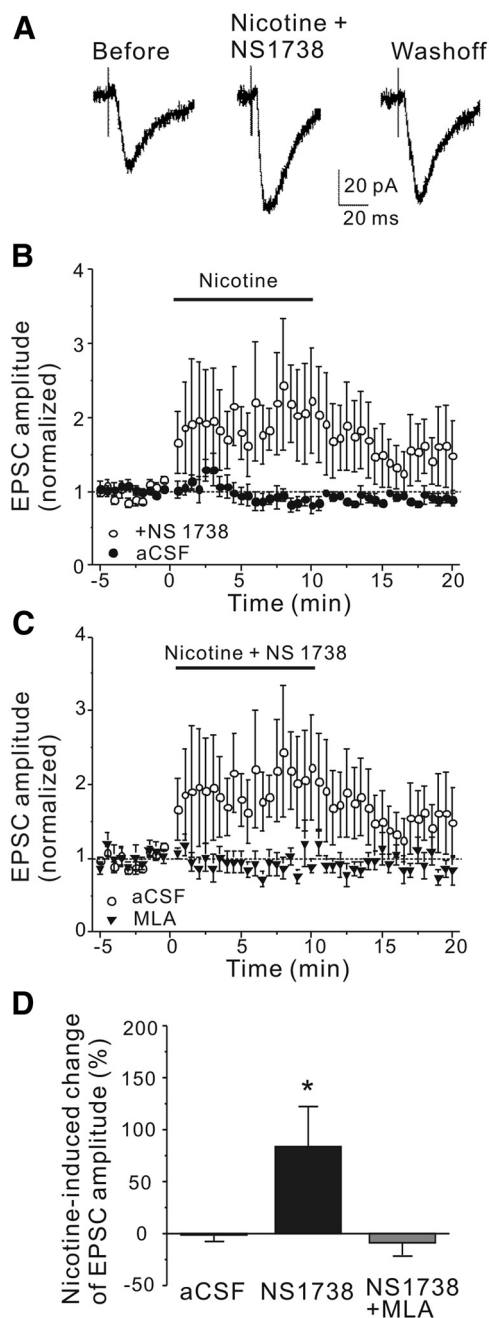 A
Before
Nicotine +
NS1738
Washoff
20 pA
20 ms
B
4
3
2
1
0
EPSC amplitude
(normalized)
Nicotine
+NS 1738
aCSF
-5
0
5
10
15
20
Time (min)
C
4
3
2
1
0
EPSC amplitude
(normalized)
Nicotine + NS 1738
aCSF
MLA
-5
0
5
10
15
20
Time (min)
D
Nicotine-induced change
of EPSC amplitude (%)
200
150
100
50
0
-50
*
aCSF
NS1738
NS1738
+MLA